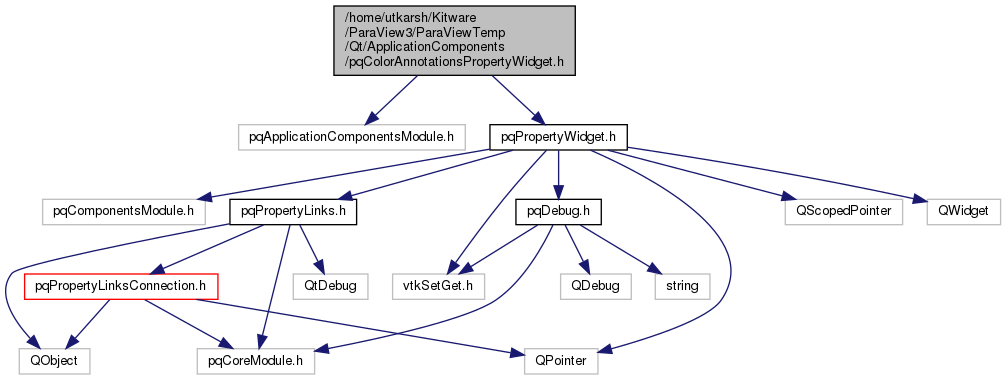 /home/utkarsh/Kitware
/ParaView3/ParaViewTemp
/Qt/ApplicationComponents
/pqColorAnnotationsPropertyWidget.h
pqApplicationComponentsModule.h
pqPropertyWidget.h
pqComponentsModule.h
pqPropertyLinks.h
pqDebug.h
QScopedPointer
QWidget
pqPropertyLinksConnection.h
QtDebug
vtkSetGet.h
QDebug
string
QObject
pqCoreModule.h
QPointer